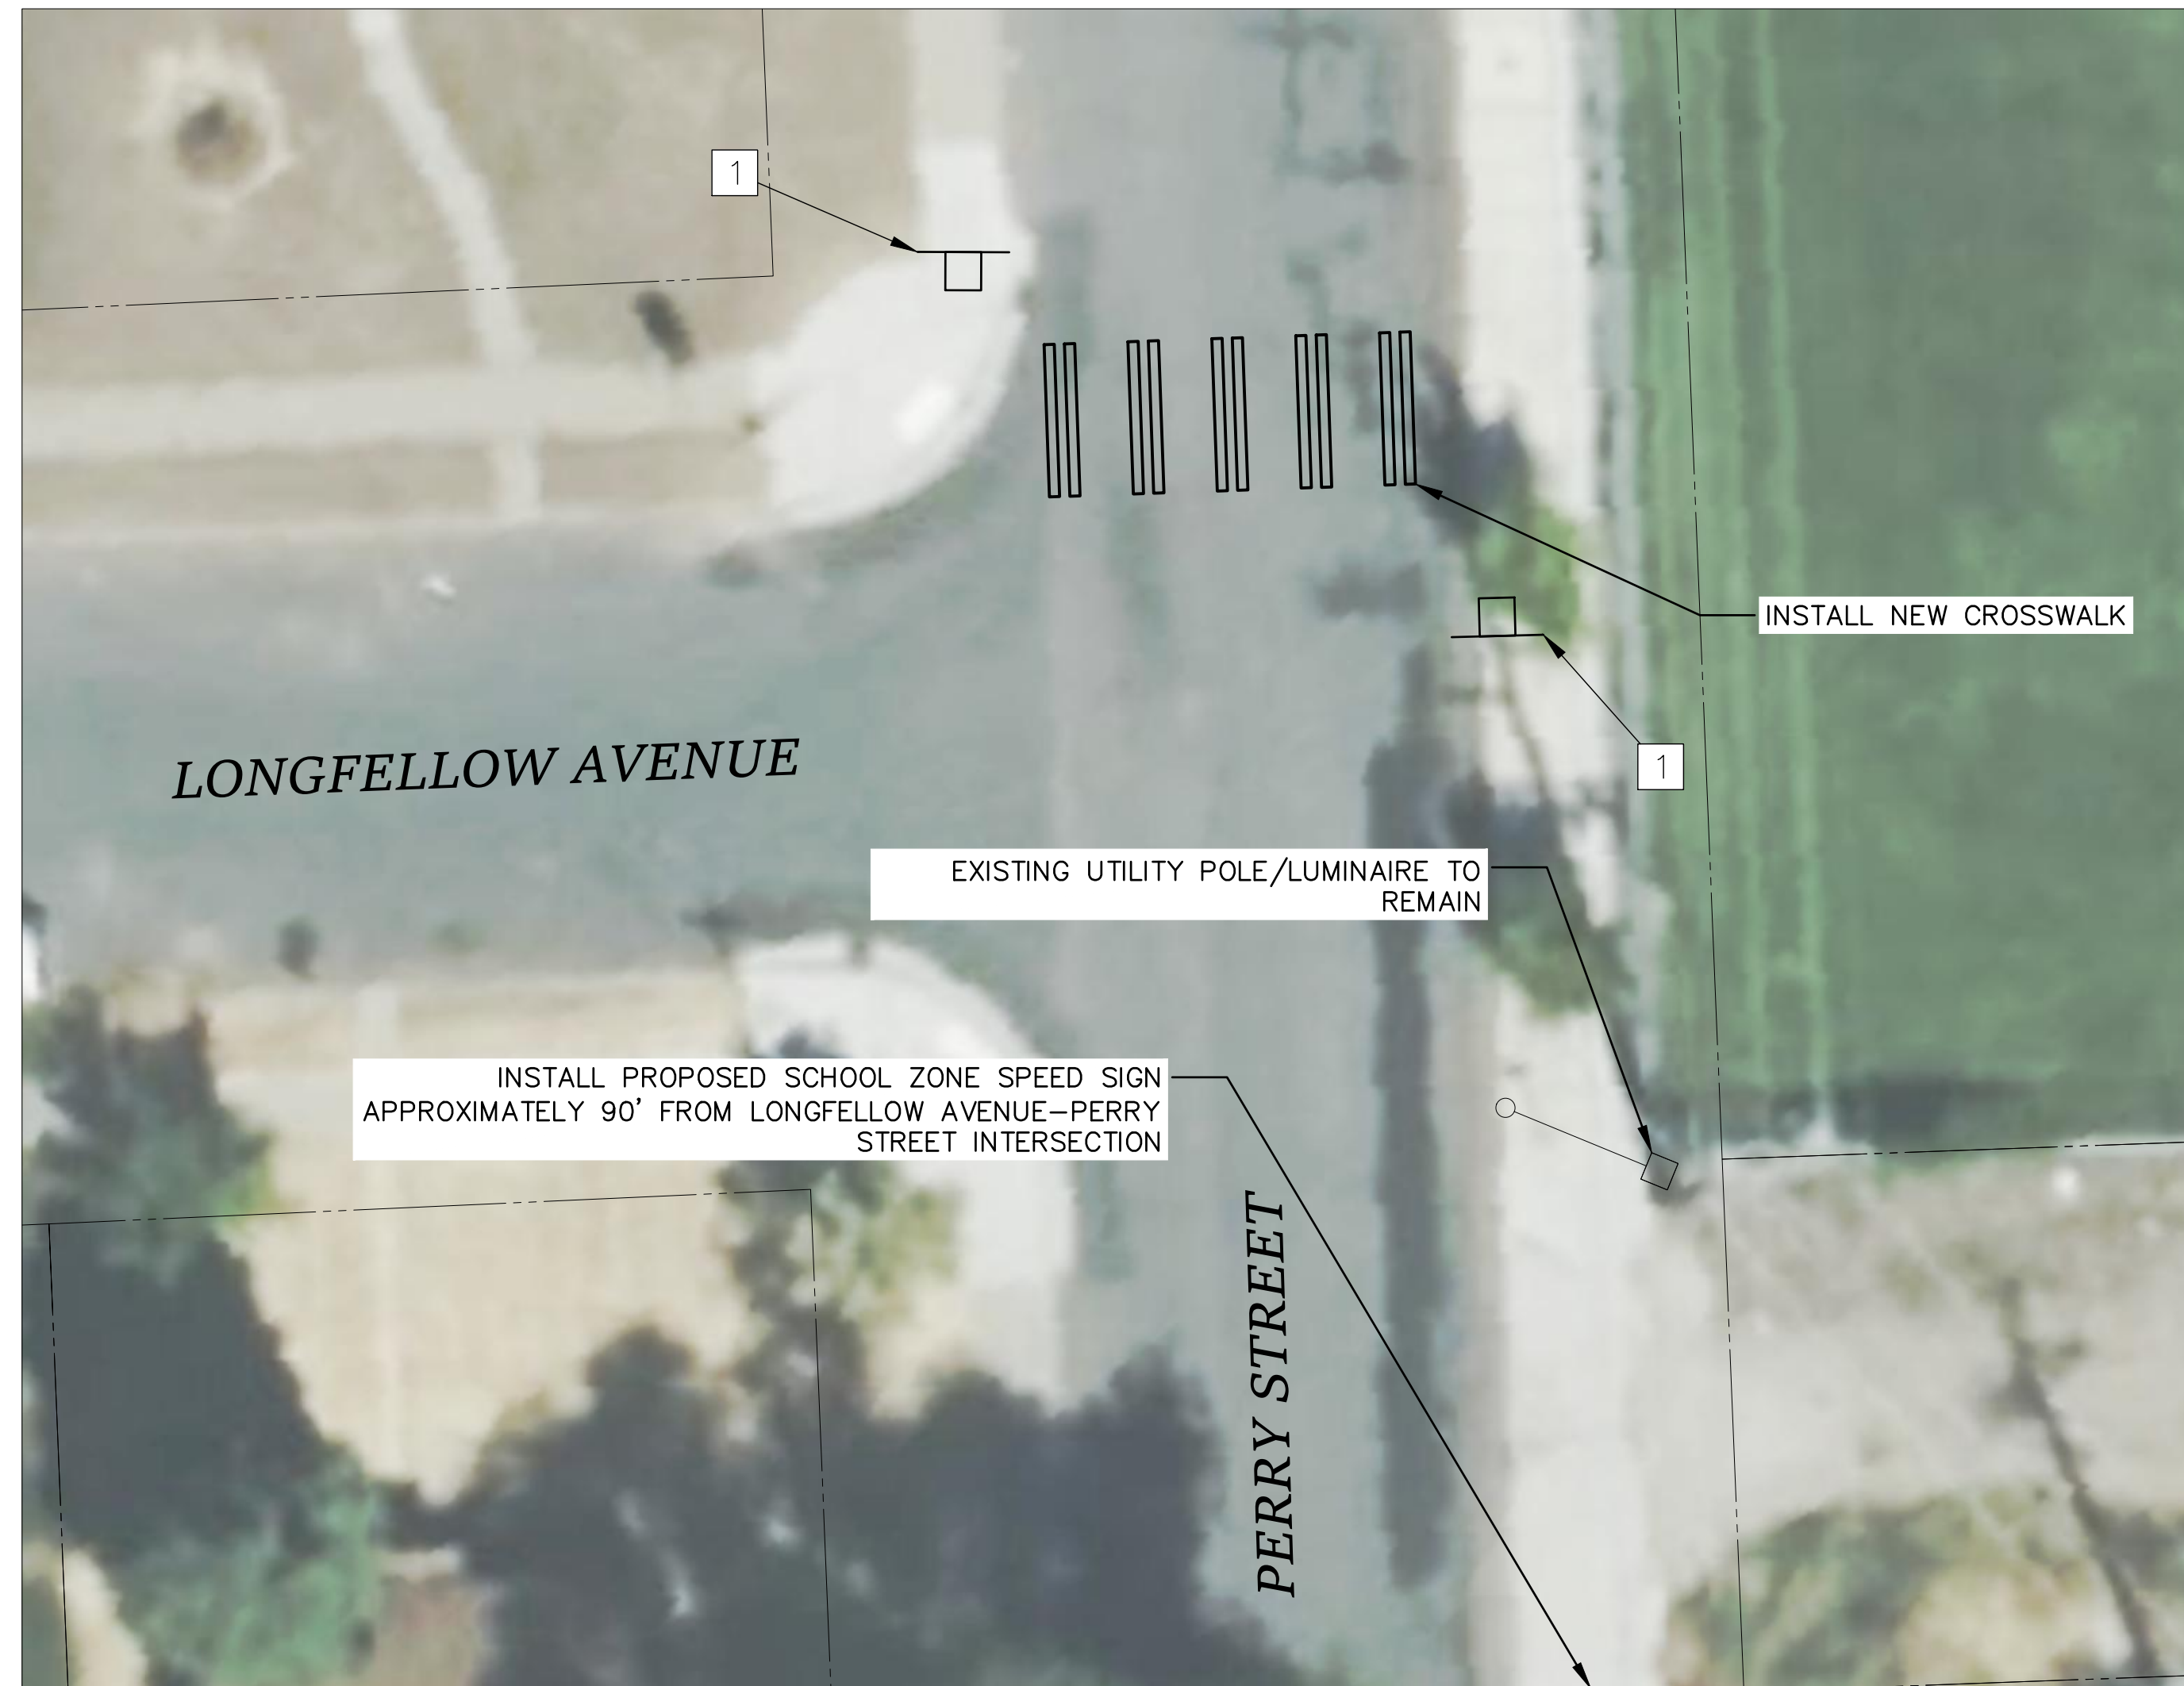 1
INSTALL NEW CROSSWALK
1
LONGFELLOW AVENUE
EXISTING UTILITY POLE/LUMINAIRE TO
REMAIN
INSTALL PROPOSED SCHOOL ZONE SPEED SIGN
APPROXIMATELY 90' FROM LONGFELLOW AVENUE-PERRY
STREET INTERSECTION
PERRY STREET